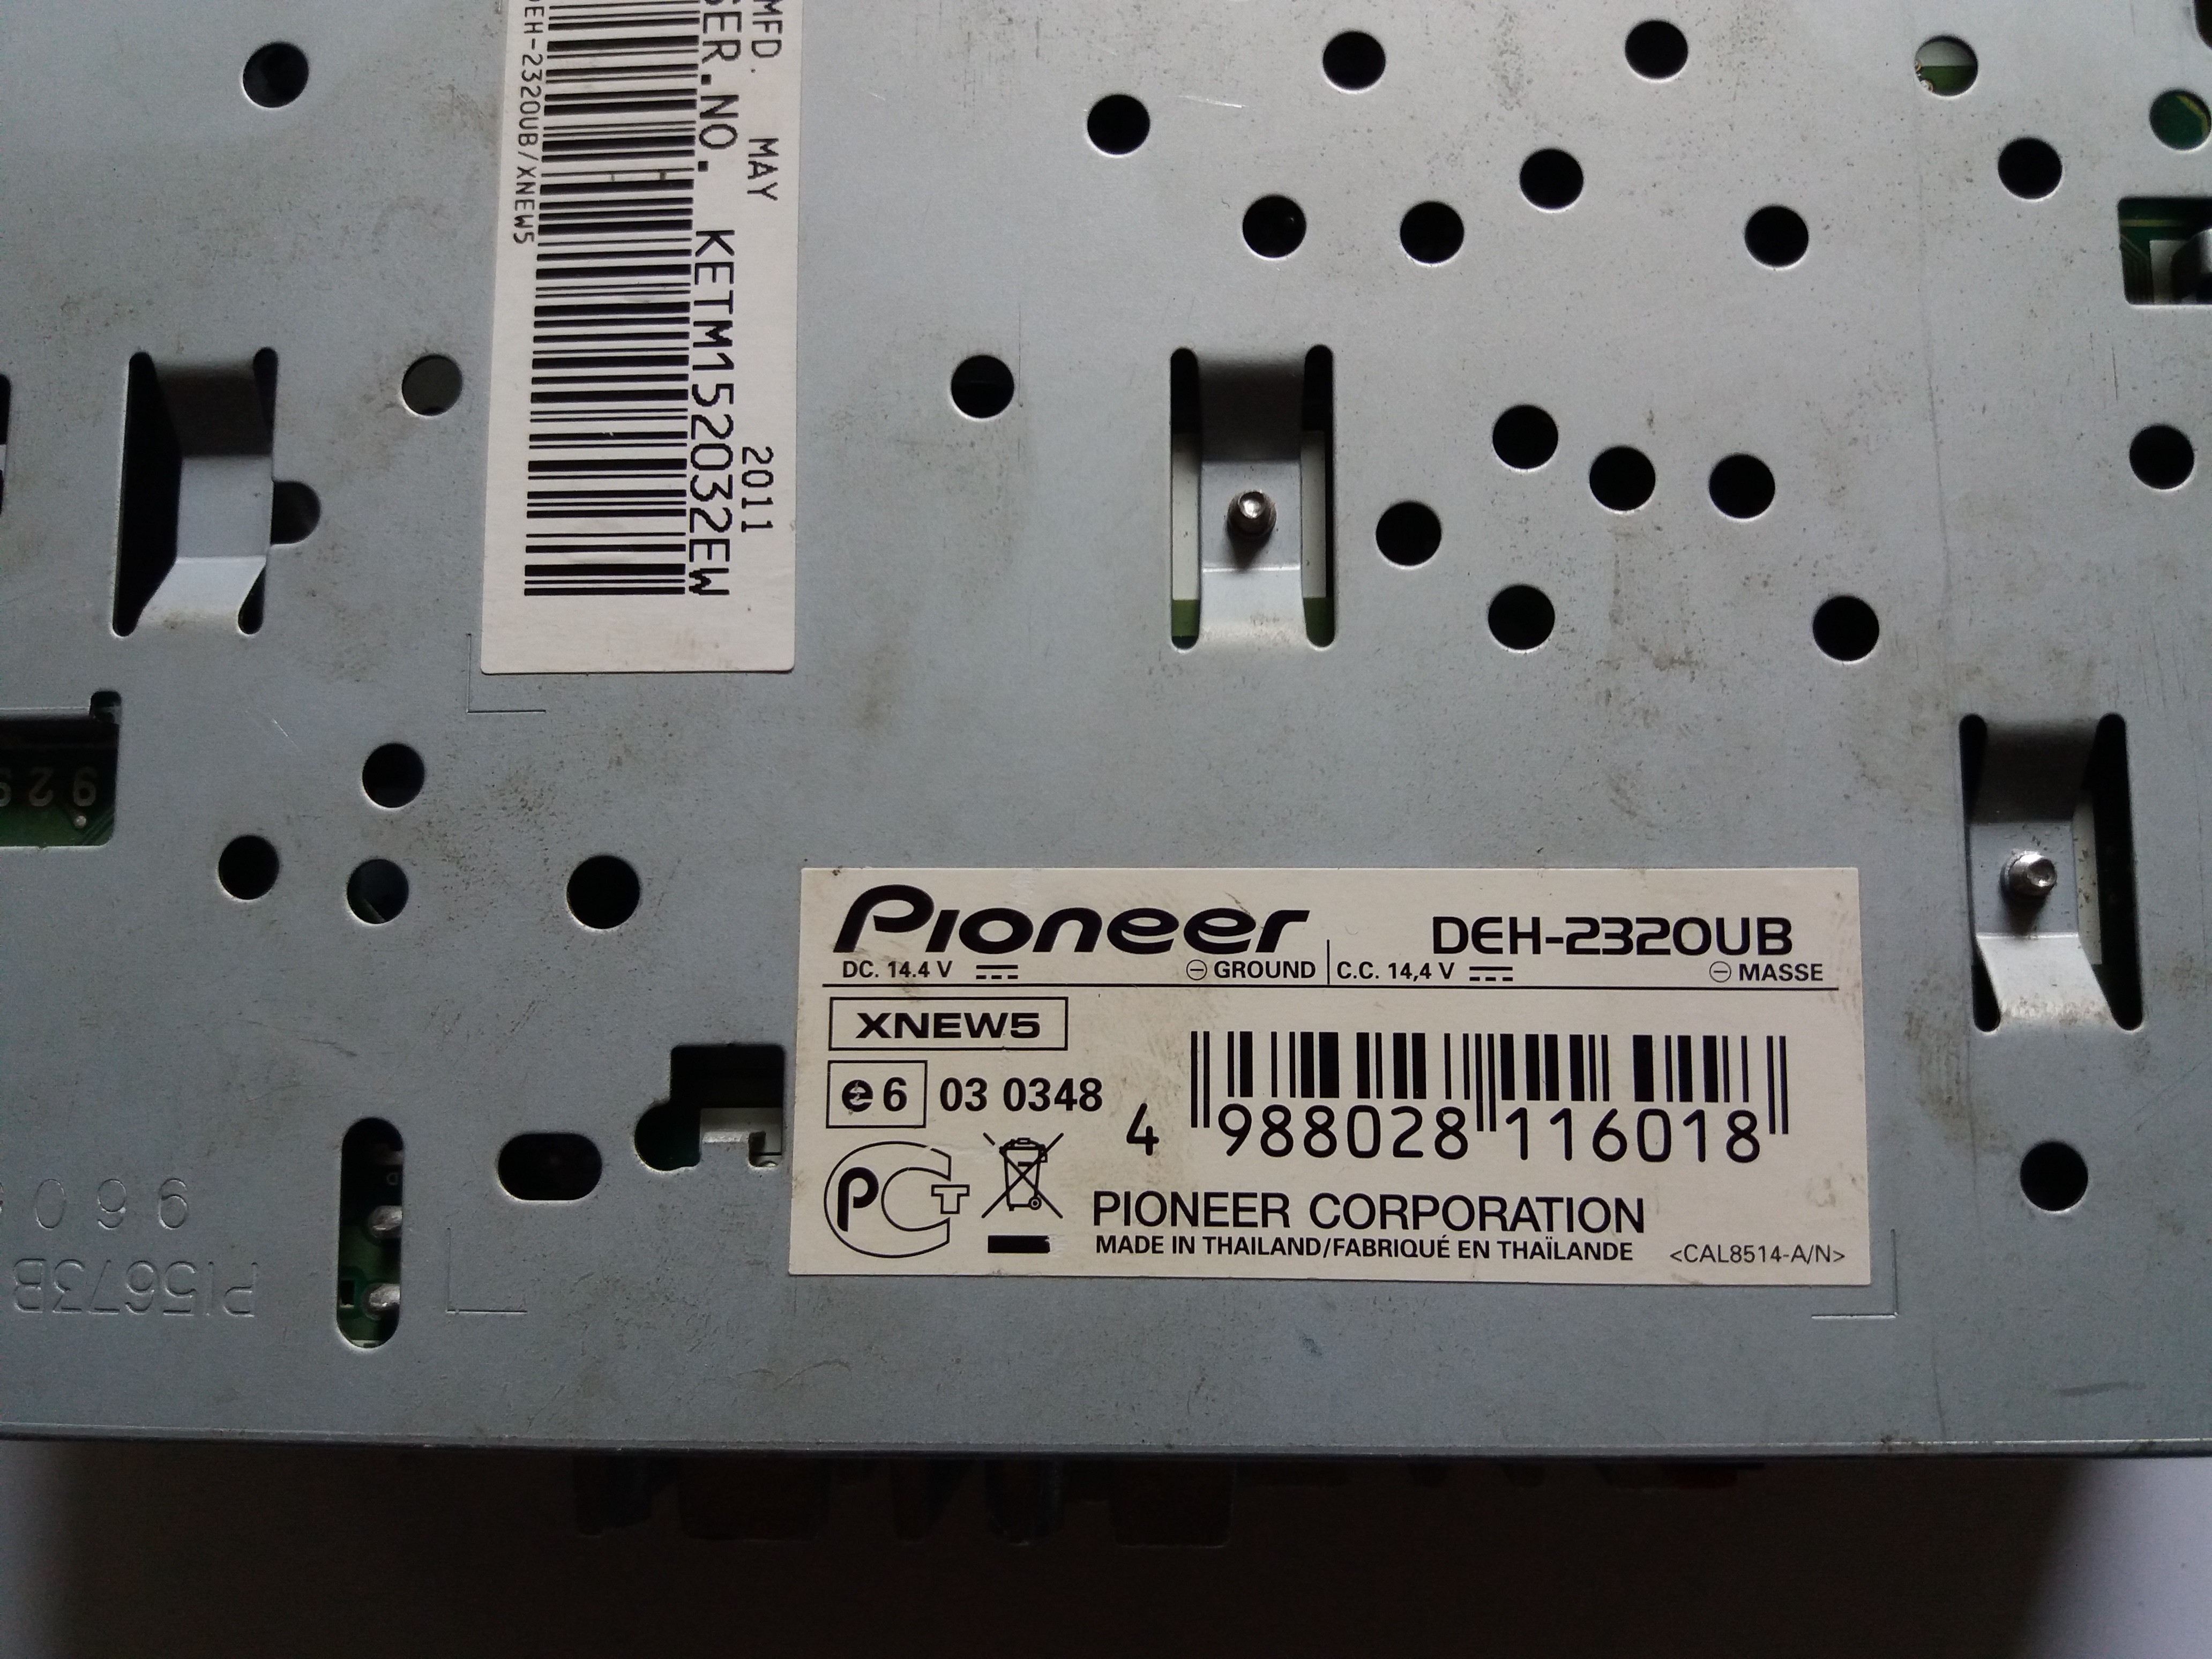 MFD. MAY 2011
SER.NO. KETM152032EW
DEH-2320UB/XNEW5
Pioneer DEH-2320UB
DC. 14.4 V ⊖ GROUND C.C. 14,4 V ⊖ MASSE
XNEW5
e6 03 0348
4 988028 116018
PCT
PIONEER CORPORATION
MADE IN THAILAND/FABRIQUÉ EN THAÏLANDE <CAL8514-A/N>
PI5673B